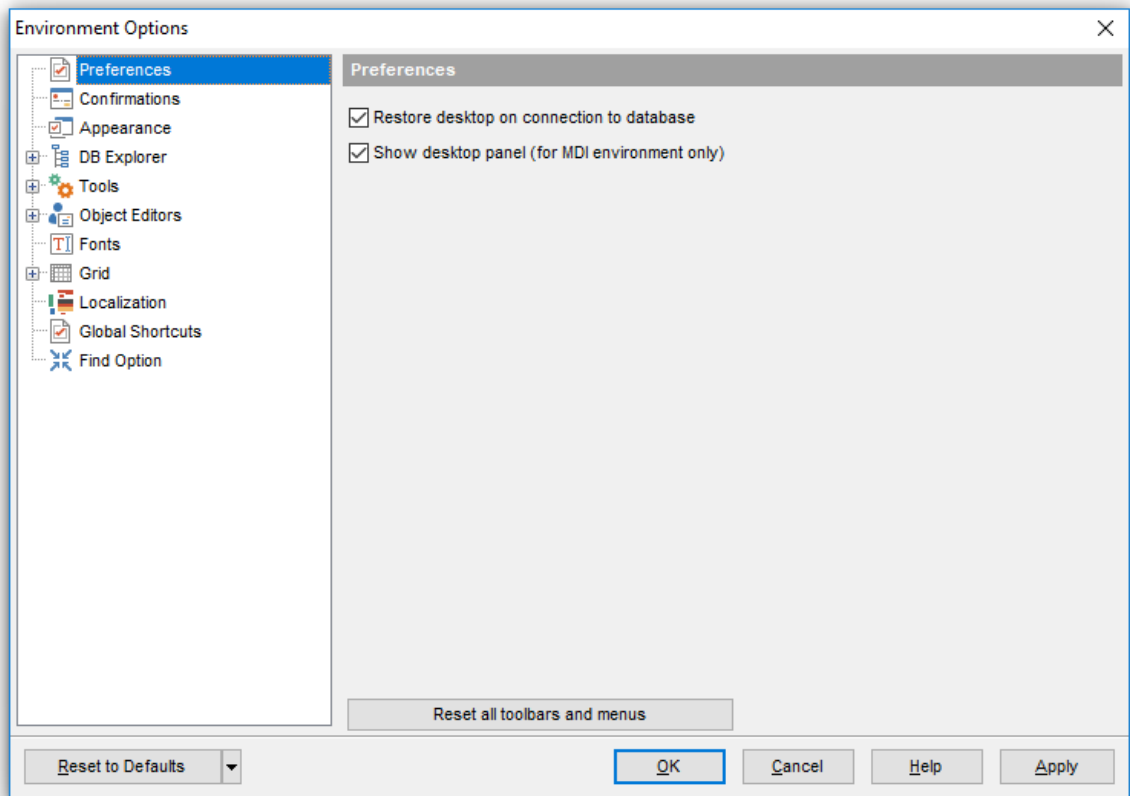 Environment Options
Preferences
Confirmations
Appearance
DB Explorer
Tools
Object Editors
Fonts
Grid
Localization
Global Shortcuts
Find Option
Preferences
Restore desktop on connection to database
Show desktop panel (for MDI environment only)
Reset all toolbars and menus
Reset to Defaults
OK
Cancel
Help
Apply